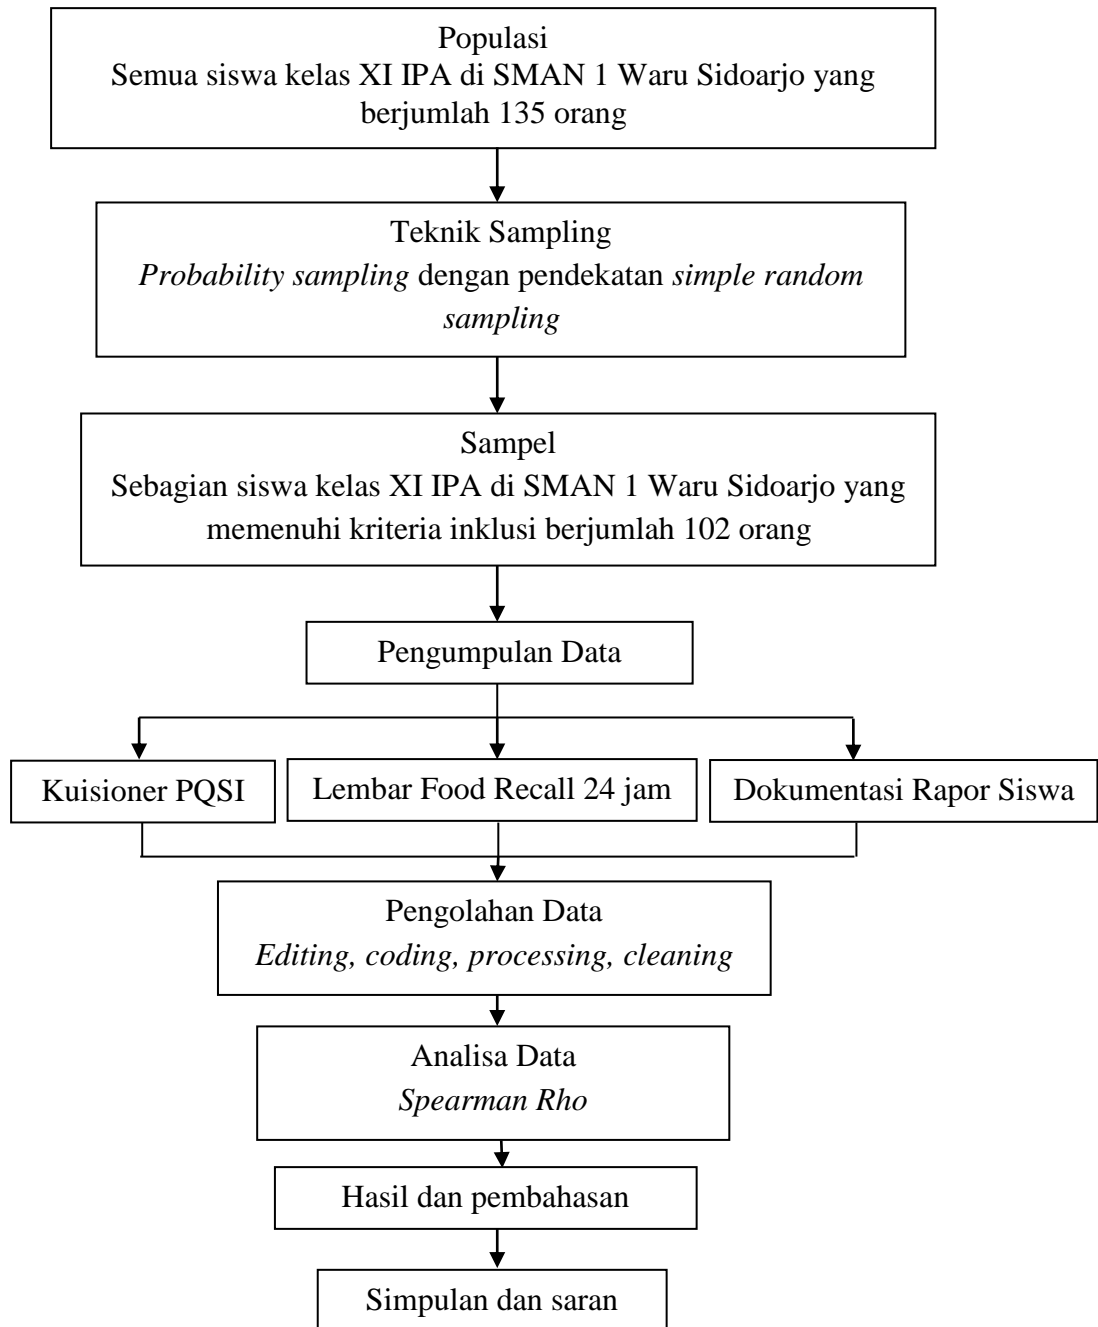 Populasi
Semua siswa kelas XI IPA di SMAN 1 Waru Sidoarjo yang
berjumlah 135 orang
Teknik Sampling
Probability sampling dengan pendekatan simple random
sampling
Sampel
Sebagian siswa kelas XI IPA di SMAN 1 Waru Sidoarjo yang
memenuhi kriteria inklusi berjumlah 102 orang
Pengumpulan Data
Kuisioner PQSI
Lembar Food Recall 24 jam
Dokumentasi Rapor Siswa
Pengolahan Data
Editing, coding, processing, cleaning
Analisa Data
Spearman Rho
Hasil dan pembahasan
Simpulan dan saran